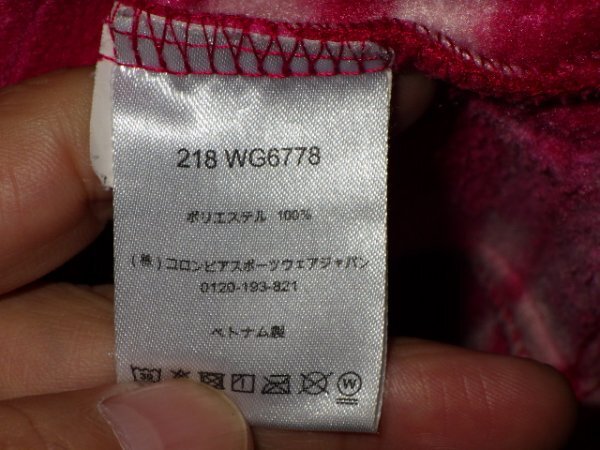 218 WG6778
ポリエステル 100%
(株)コロンビアスポーツウェアジャパン
0120-193-821
ベトナム製
30
W